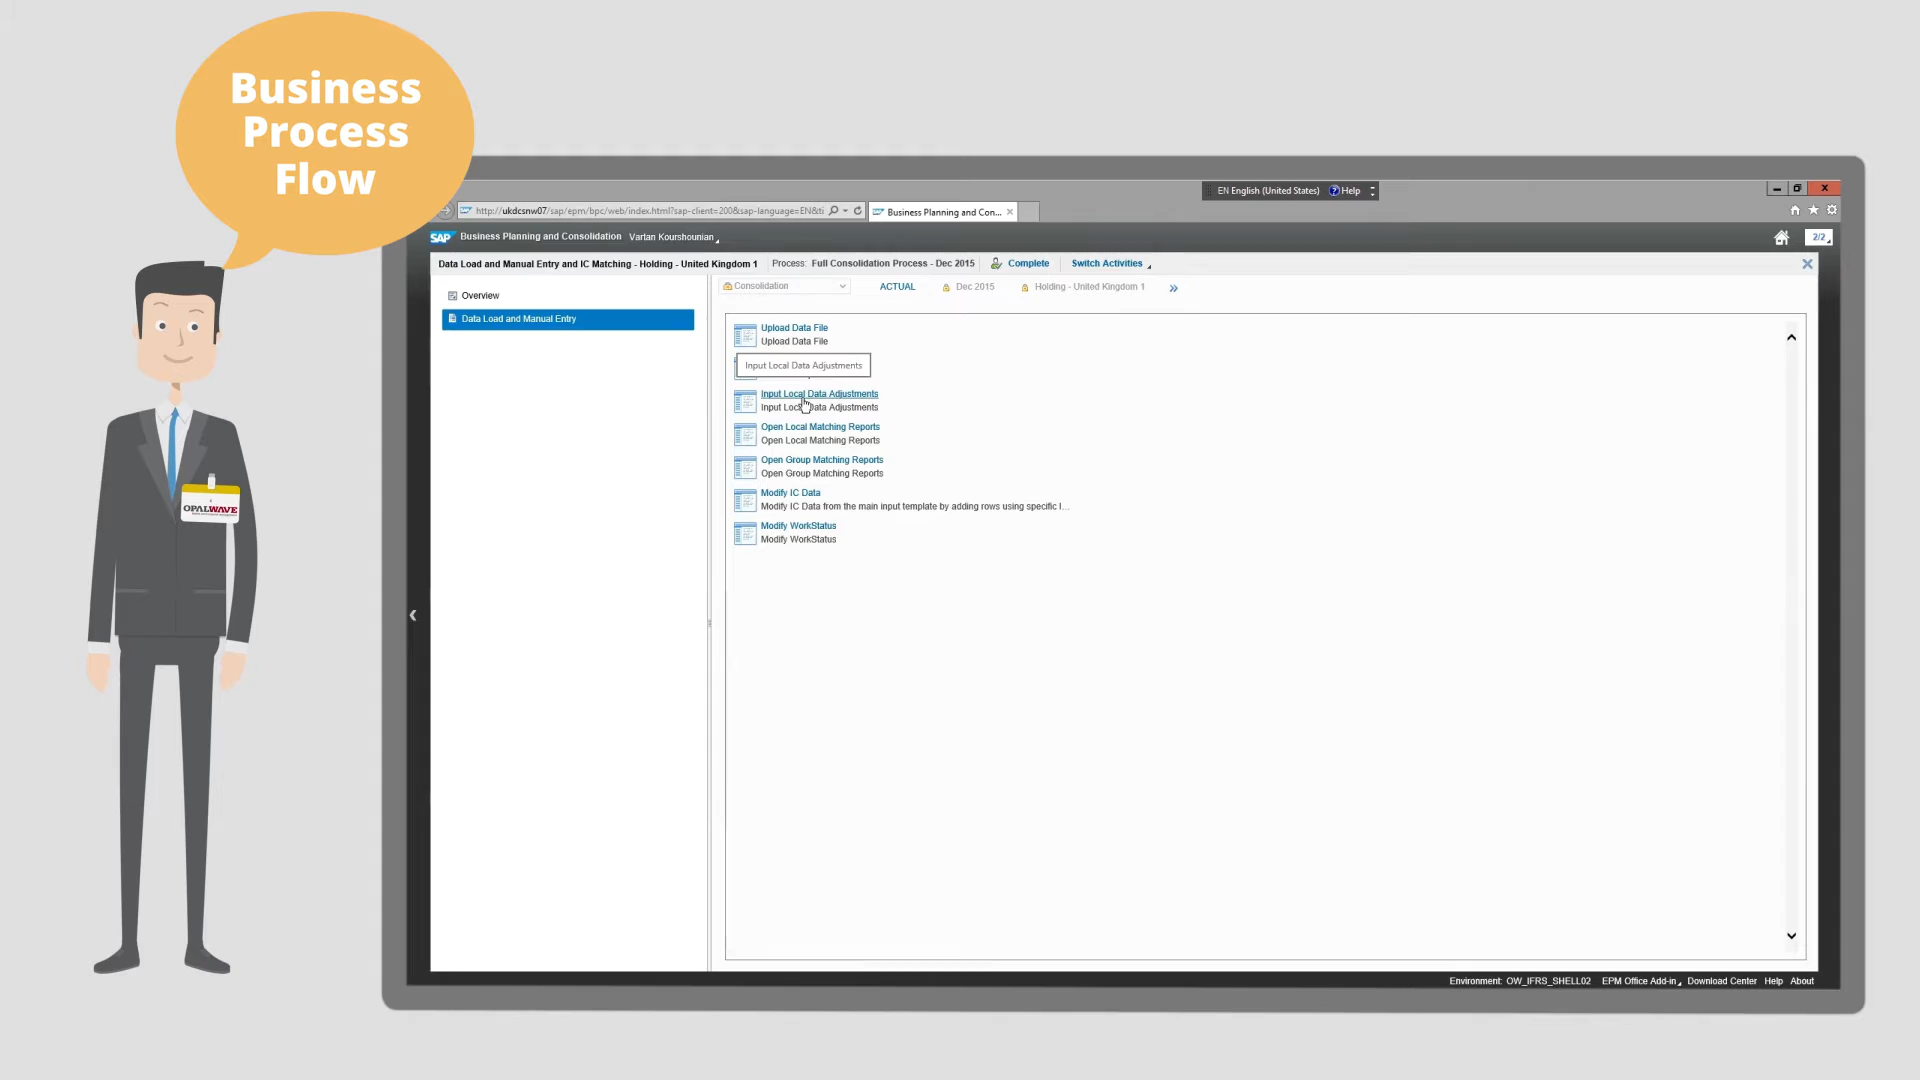 Business
Process
Flow
EN English (United States) Help
http://ukdcsnw07/sap/epm/bpc/web/index.html?sap-client=200&sap-language=EN&ti
Business Planning and Con...
SAP Business Planning and Consolidation Vartan Kourshounian
2/2
Data Load and Manual Entry and IC Matching - Holding - United Kingdom 1 Process: Full Consolidation Process - Dec 2015 Complete Switch Activities
Overview
Data Load and Manual Entry
Consolidation ACTUAL Dec 2015 Holding - United Kingdom 1
Upload Data File
Upload Data File
Input Local Data Adjustments
Input Local Data Adjustments
Input Local Data Adjustments
Open Local Matching Reports
Open Local Matching Reports
Open Group Matching Reports
Open Group Matching Reports
Modify IC Data
Modify IC Data from the main input template by adding rows using specific I...
Modify WorkStatus
Modify WorkStatus
OPALWAVE
Environment: OW_IFRS_SHELL02 EPM Office Add-in Download Center Help About